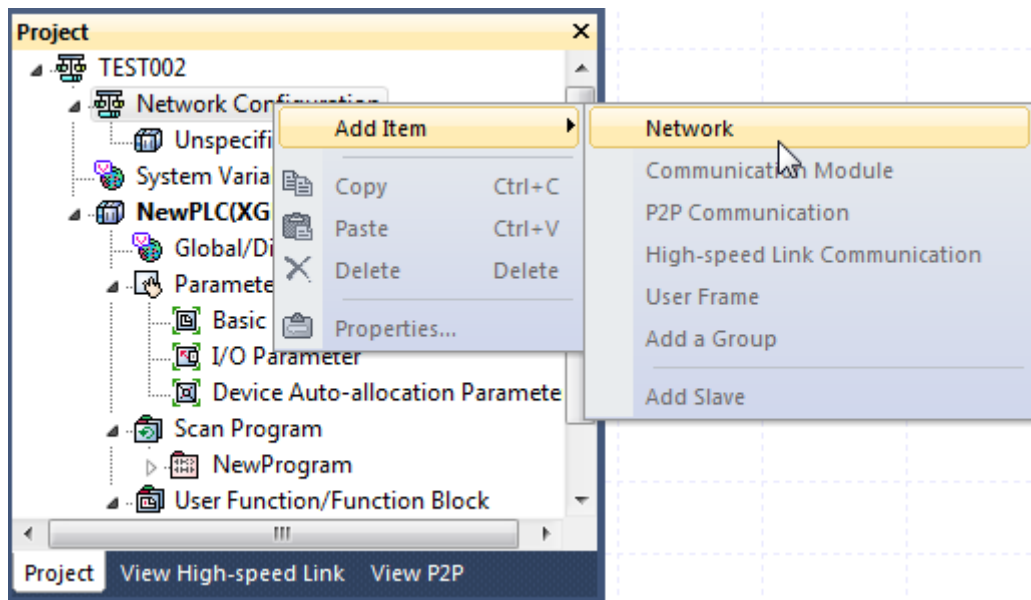 Project
TEST002
Network Configuration
Unspecifi
System Varia
NewPLC(XG
Global/Di
Paramete
Basic
I/O Parameter
Device Auto-allocation Paramete
Scan Program
NewProgram
User Function/Function Block
Project View High-speed Link View P2P
Add Item
Copy Ctrl+C
Paste Ctrl+V
Delete Delete
Properties...
Network
Communication Module
P2P Communication
High-speed Link Communication
User Frame
Add a Group
Add Slave